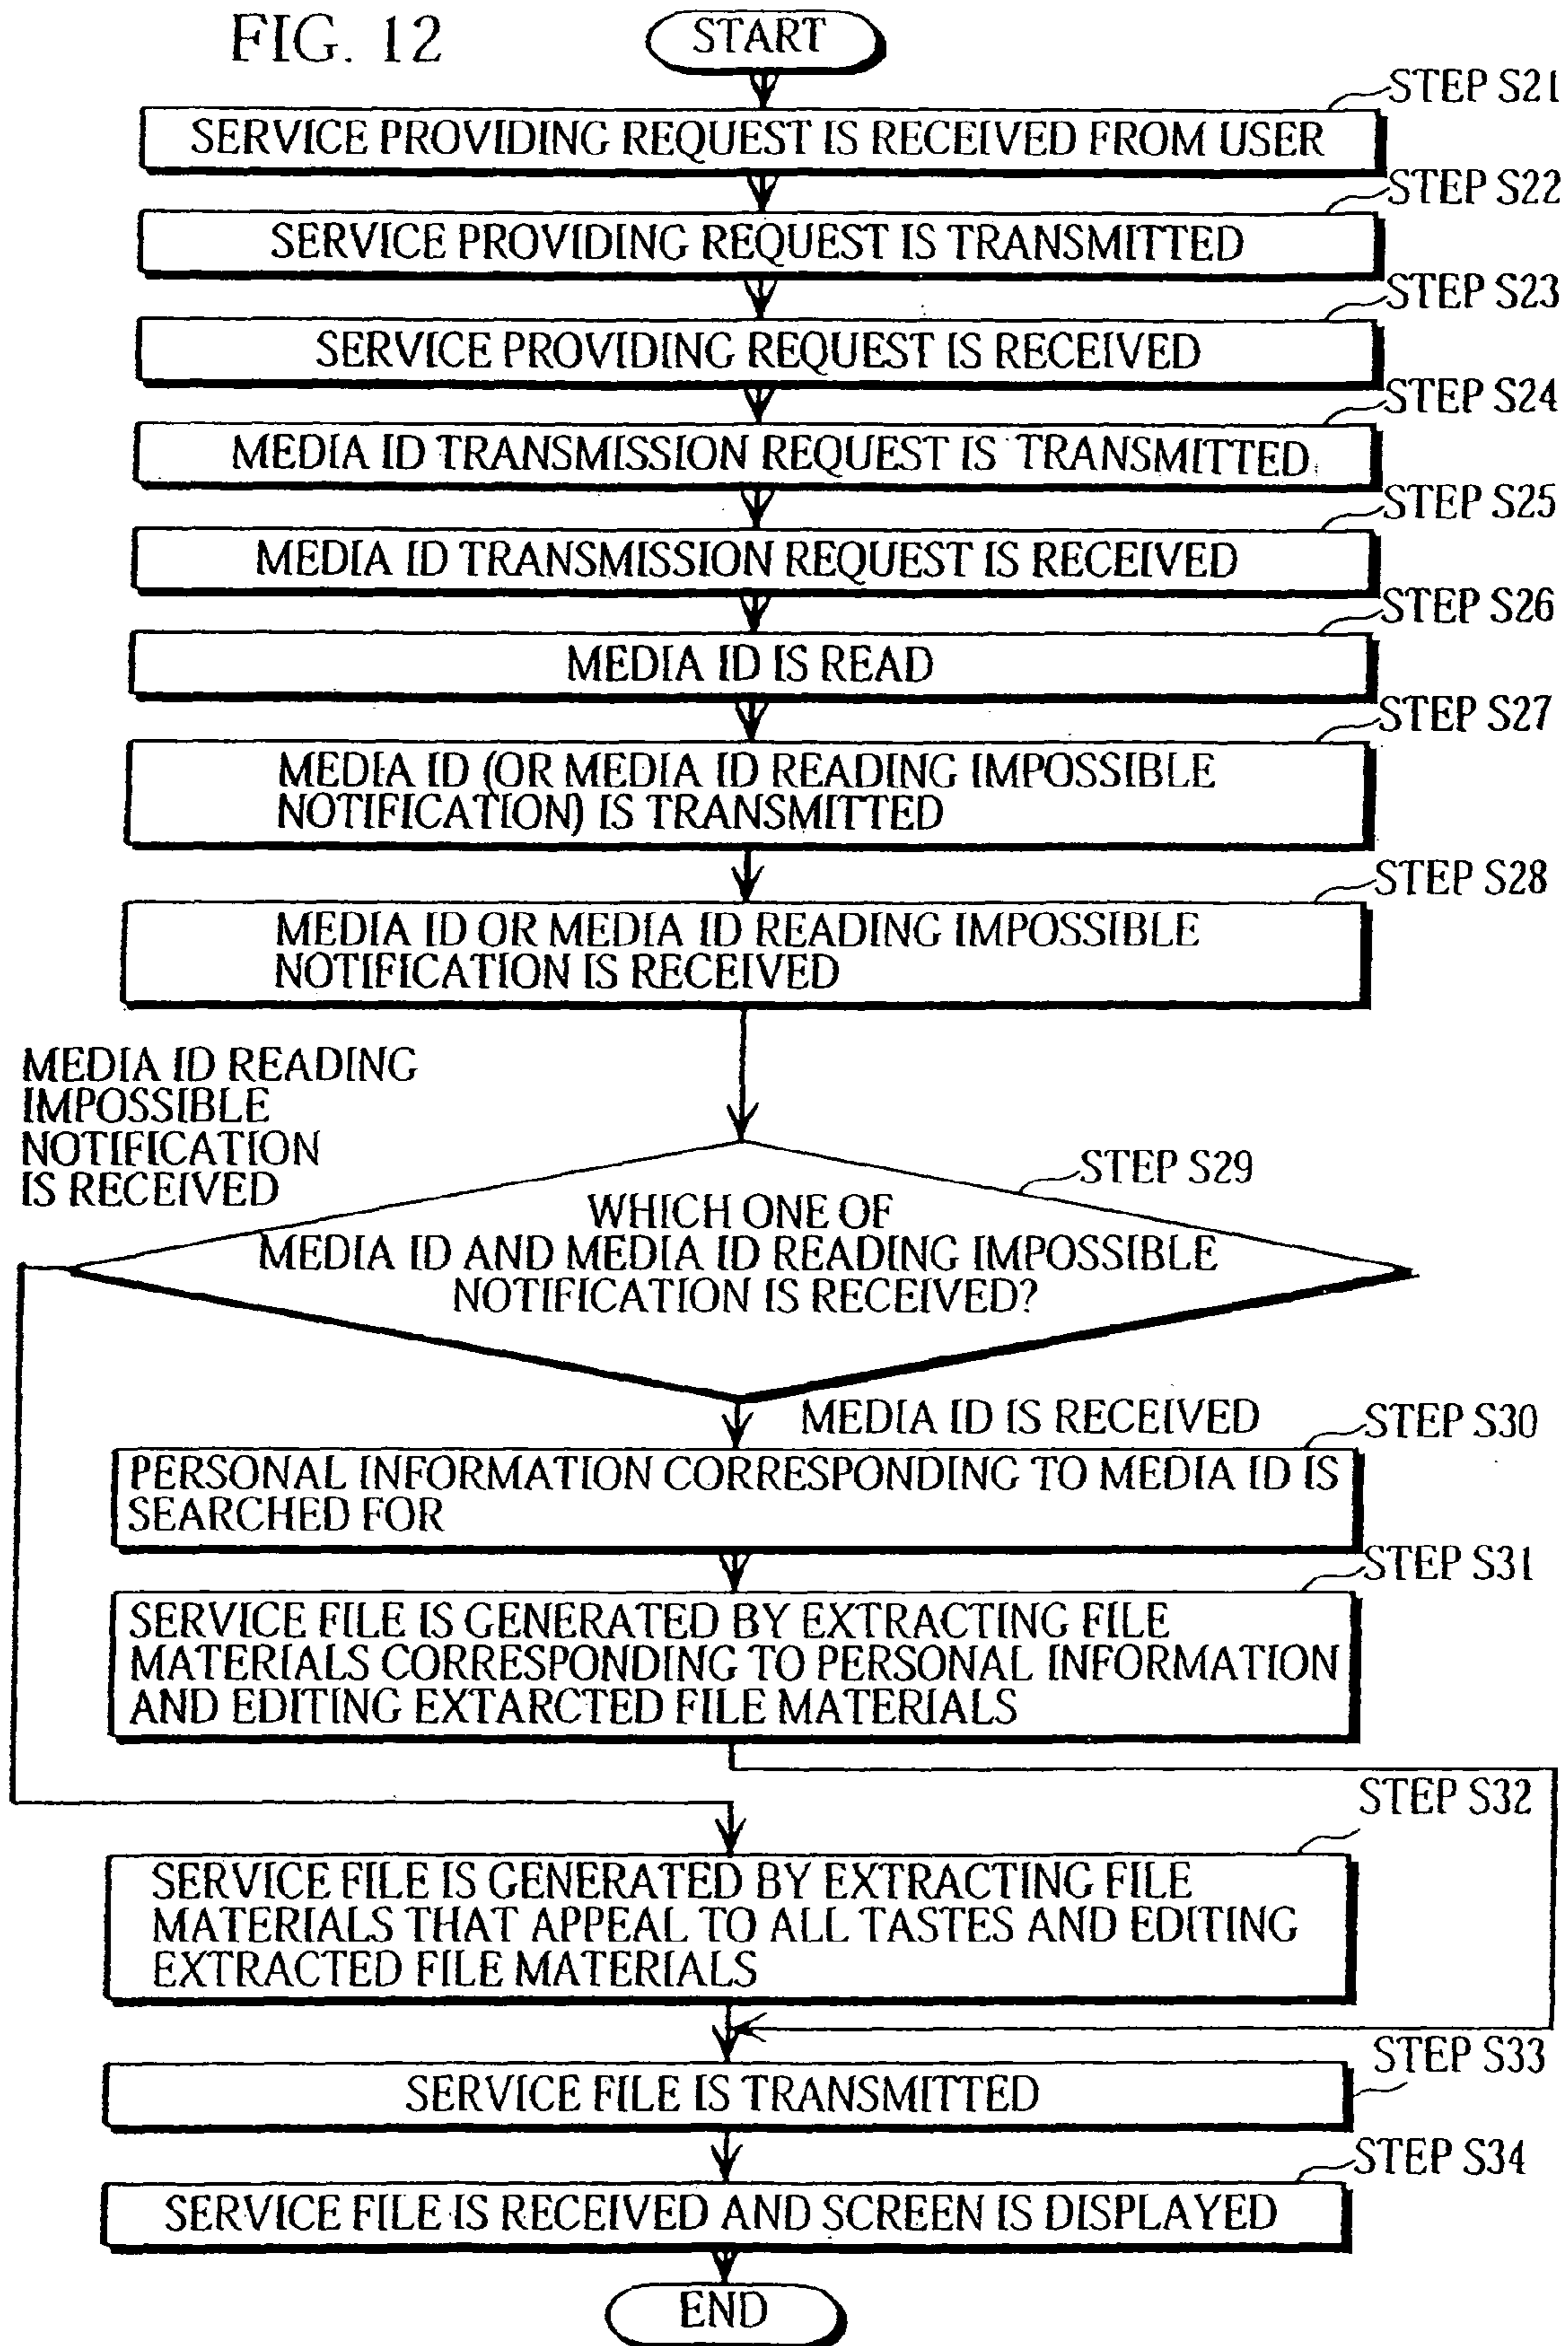 FIG. 12
START
STEP S21
SERVICE PROVIDING REQUEST IS RECEIVED FROM USER
STEP S22
SERVICE PROVIDING REQUEST IS TRANSMITTED
STEP S23
SERVICE PROVIDING REQUEST IS RECEIVED
STEP S24
MEDIA ID TRANSMISSION REQUEST IS TRANSMITTED
STEP S25
MEDIA ID TRANSMISSION REQUEST IS RECEIVED
STEP S26
MEDIA ID IS READ
STEP S27
MEDIA ID (OR MEDIA ID READING IMPOSSIBLE
NOTIFICATION) IS TRANSMITTED
STEP S28
MEDIA ID OR MEDIA ID READING IMPOSSIBLE
NOTIFICATION IS RECEIVED
MEDIA ID READING
IMPOSSIBLE
NOTIFICATION
IS RECEIVED
STEP S29
WHICH ONE OF
MEDIA ID AND MEDIA ID READING IMPOSSIBLE
NOTIFICATION IS RECEIVED?
MEDIA ID IS RECEIVED
STEP S30
PERSONAL INFORMATION CORRESPONDING TO MEDIA ID IS
SEARCHED FOR
STEP S31
SERVICE FILE IS GENERATED BY EXTRACTING FILE
MATERIALS CORRESPONDING TO PERSONAL INFORMATION
AND EDITING EXTARCTED FILE MATERIALS
STEP S32
SERVICE FILE IS GENERATED BY EXTRACTING FILE
MATERIALS THAT APPEAL TO ALL TASTES AND EDITING
EXTRACTED FILE MATERIALS
STEP S33
SERVICE FILE IS TRANSMITTED
STEP S34
SERVICE FILE IS RECEIVED AND SCREEN IS DISPLAYED
END